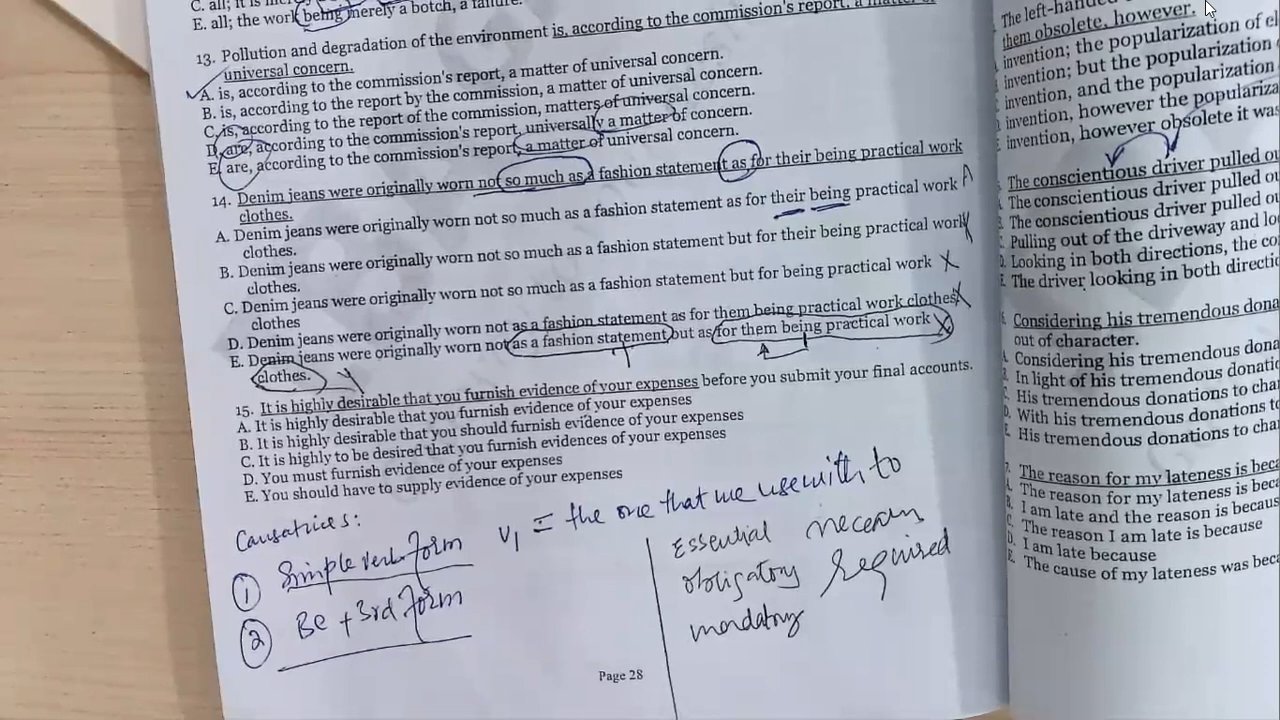 C. all; it is
E. all; the work being merely a botch, a failure.
13. Pollution and degradation of the environment is, according to the commission's report, a matter of
universal concern.
A. is, according to the commission's report, a matter of universal concern.
B. is, according to the report by the commission, a matter of universal concern.
C. is, according to the report of the commission, matters of universal concern.
D. are, according to the commission's report, universally a matter of concern.
E. are, according to the commission's report, a matter of universal concern.
14. Denim jeans were originally worn not so much as a fashion statement as for their being practical work
clothes.
A. Denim jeans were originally worn not so much as a fashion statement as for their being practical work
clothes.
B. Denim jeans were originally worn not so much as a fashion statement but for their being practical work
clothes.
C. Denim jeans were originally worn not so much as a fashion statement but for being practical work
clothes
D. Denim jeans were originally worn not as a fashion statement as for them being practical work clothes
E. Denim jeans were originally worn not as a fashion statement but as for them being practical work
clothes.
15. It is highly desirable that you furnish evidence of your expenses before you submit your final accounts.
A. It is highly desirable that you furnish evidence of your expenses
B. It is highly desirable that you should furnish evidence of your expenses
C. It is highly to be desired that you furnish evidences of your expenses
D. You must furnish evidence of your expenses
E. You should have to supply evidence of your expenses
Causatrices:
① Simple verb form
② Be + 3rd form
V1 = the one that we use with to
Essential necessary
obligatory required
mandatory
Page 28
The left-handed
them obsolete, however.
invention; the popularization of
invention; but the popularization
invention, and the popularization
invention, however the
invention, however obsolete it was
The conscientious driver pulled
The conscientious driver pulled
The conscientious driver pulled
Pulling out of the driveway and
Looking in both directions, the
The driver looking in both
Considering his tremendous
out of character.
Considering his tremendous
In light of his tremendous
His tremendous donations to
With his tremendous donations to
His tremendous donations to
The reason for my lateness is
The reason for my lateness is
I am late and the reason is
The reason I am late is because
D. I am late because
E. The cause of my lateness was